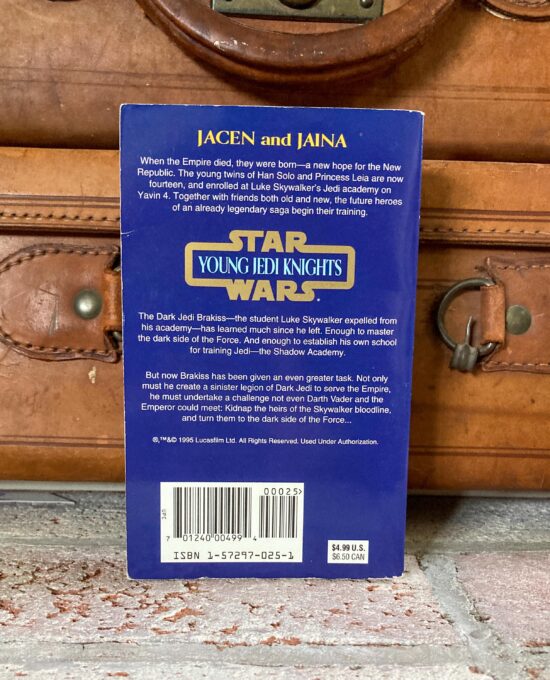 JACEN and JAINA
When the Empire died, they were born—a new hope for the New
Republic. The young twins of Han Solo and Princess Leia are now
fourteen, and enrolled at Luke Skywalker's Jedi academy on
Yavin 4. Together with friends both old and new, the future heroes
of an already legendary saga begin their training.
STAR
YOUNG JEDI KNIGHTS
WARS®
The Dark Jedi Brakiss—the student Luke Skywalker expelled from
his academy—has learned much since he left. Enough to master
the dark side of the Force. And enough to establish his own school
for training Jedi—the Shadow Academy.
But now Brakiss has been given an even greater task. Not only
must he create a sinister legion of Dark Jedi to serve the Empire,
he must undertake a challenge not even Darth Vader and the
Emperor could meet: Kidnap the heirs of the Skywalker bloodline,
and turn them to the dark side of the Force...
®,™&© 1995 Lucasfilm Ltd. All Rights Reserved. Used Under Authorization.
00025>
UPC
7 01240 00499 4
ISBN 1-57297-025-1
$4.99 U.S.
$6.50 CAN